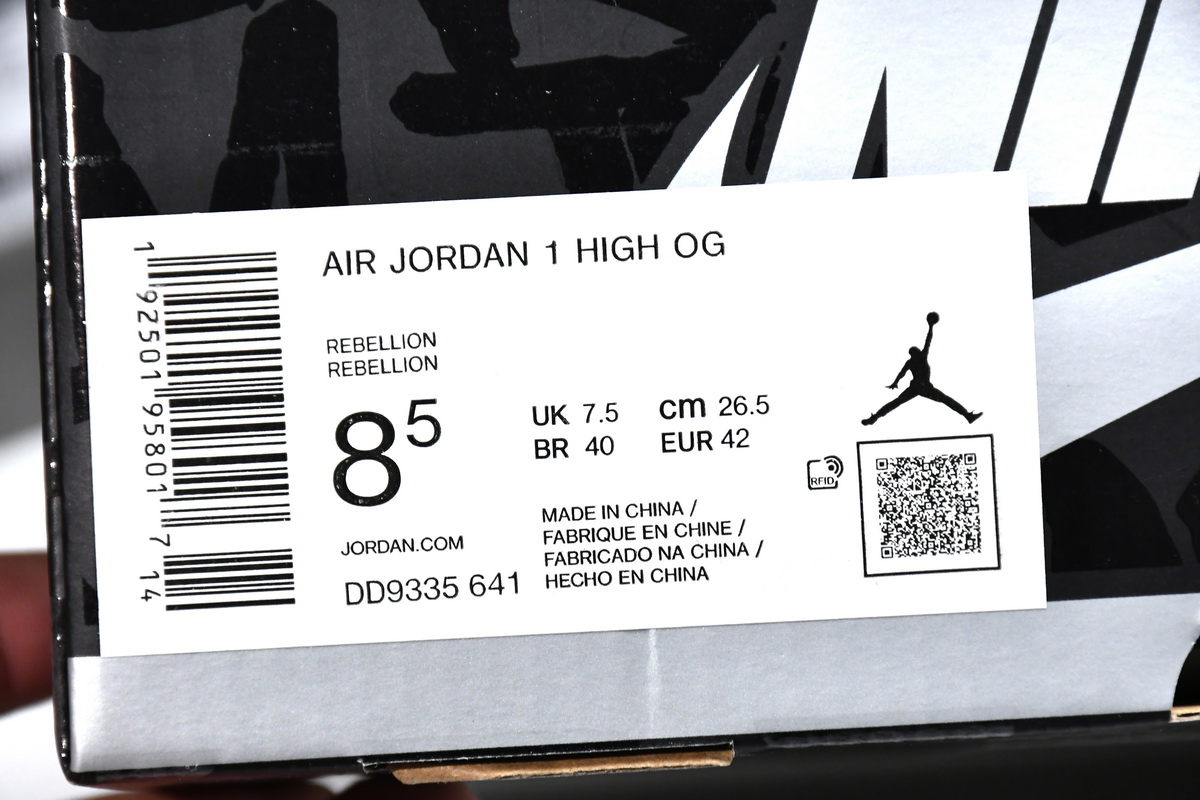 AIR JORDAN 1 HIGH OG
REBELLION
REBELLION
8 5
UK 7.5 cm 26.5
BR 40 EUR 42
JORDAN.COM
DD9335 641
MADE IN CHINA /
FABRIQUE EN CHINE /
FABRICADO NA CHINA /
HECHO EN CHINA
RFID
1 92501 95801 7 14